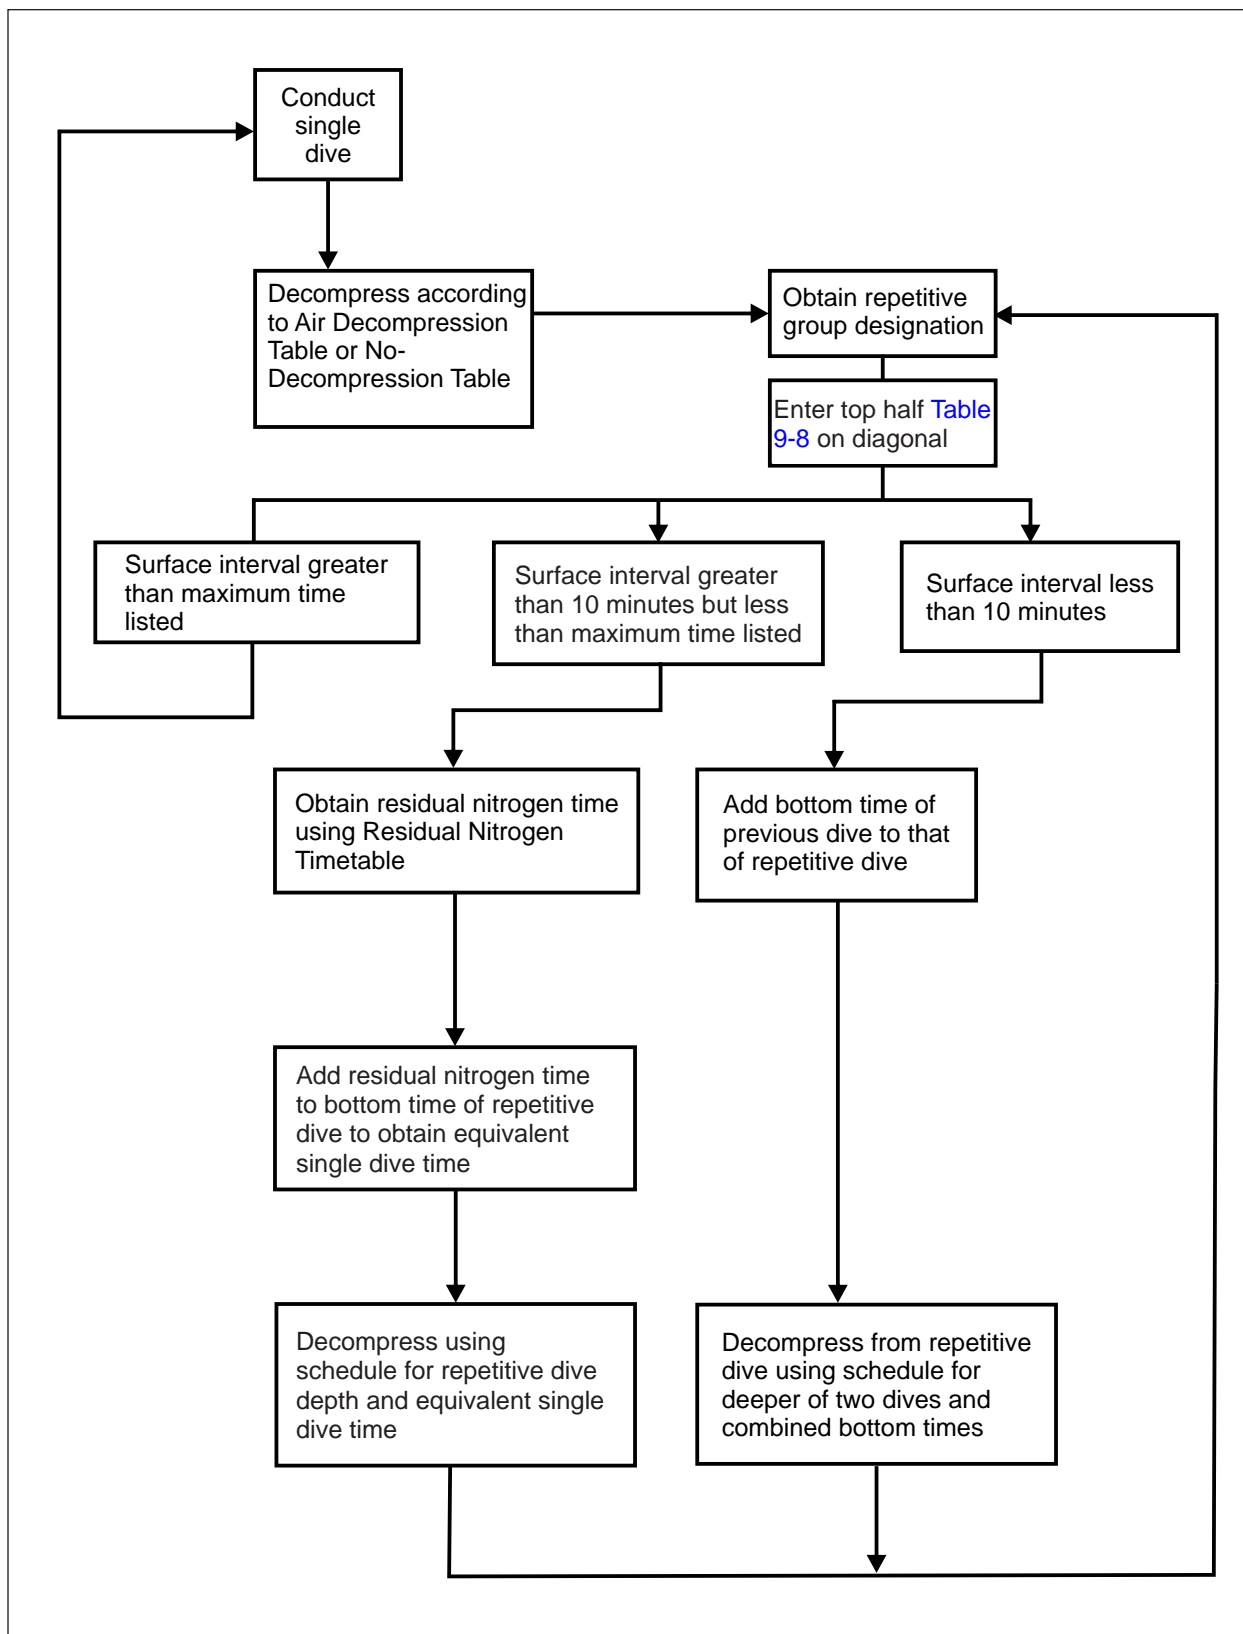 Conduct
single
dive
Decompress according
to Air Decompression
Table or No-
Decompression Table
Obtain repetitive
group designation
Enter top half Table
9-8 on diagonal
Surface interval greater
than maximum time
listed
Surface interval greater
than 10 minutes but less
than maximum time listed
Surface interval less
than 10 minutes
Obtain residual nitrogen time
using Residual Nitrogen
Timetable
Add bottom time of
previous dive to that
of repetitive dive
Add residual nitrogen time
to bottom time of repetitive
dive to obtain equivalent
single dive time
Decompress using
schedule for repetitive dive
depth and equivalent single
dive time
Decompress from repetitive
dive using schedule for
deeper of two dives and
combined bottom times